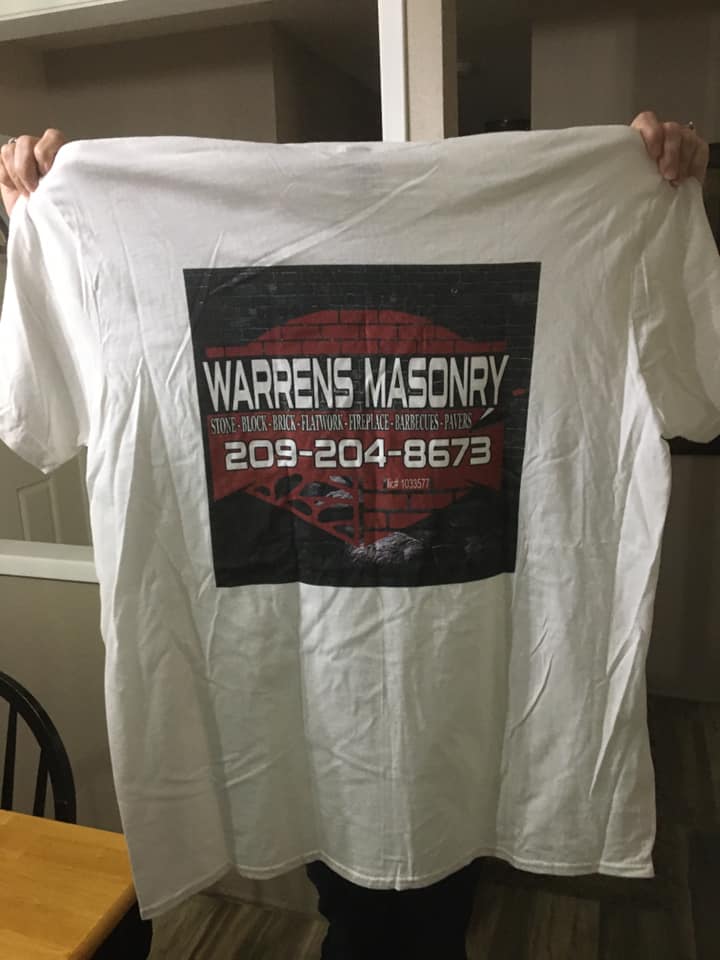 WARRENS MASONRY
STONE - BLOCK - BRICK - FLATWORK - FIREPLACE - BARBECUES - PAVERS
209-204-8673
lic# 1033577